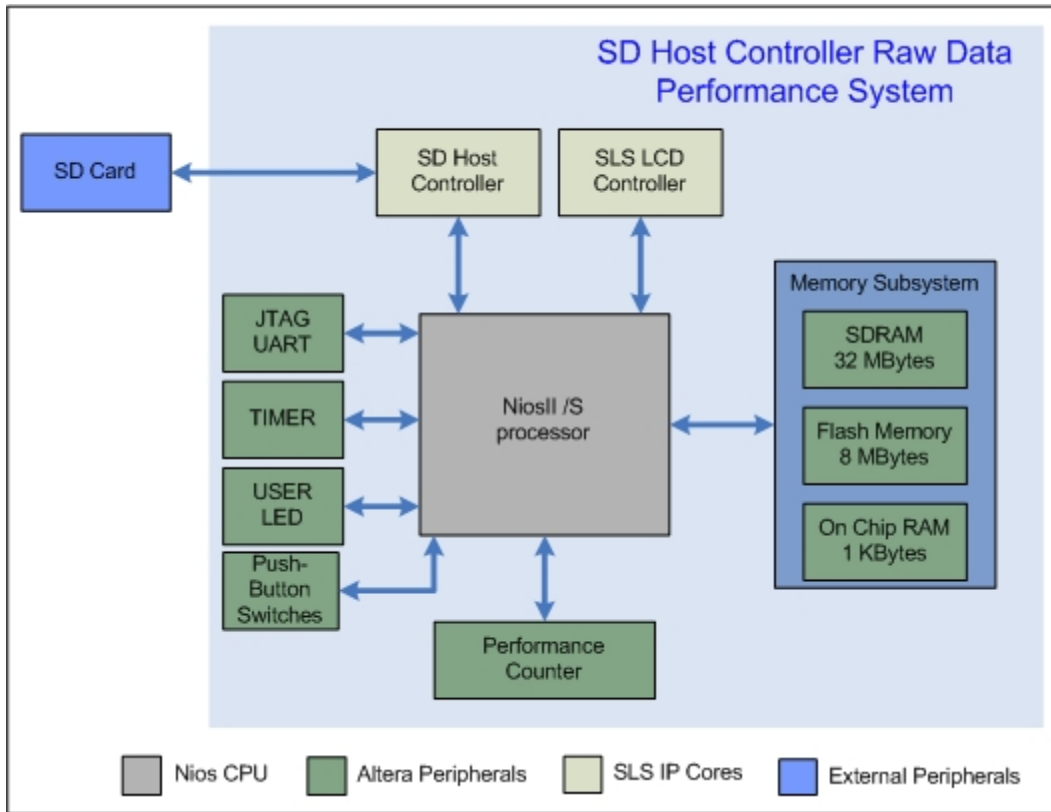 SD Host Controller Raw Data
Performance System
SD Card
SD Host
Controller
SLS LCD
Controller
Memory Subsystem
JTAG
UART
SDRAM
32 MBytes
TIMER
NiosII /S
processor
Flash Memory
8 MBytes
USER
LED
On Chip RAM
1 KBytes
Push-
Button
Switches
Performance
Counter
Nios CPU
Altera Peripherals
SLS IP Cores
External Peripherals